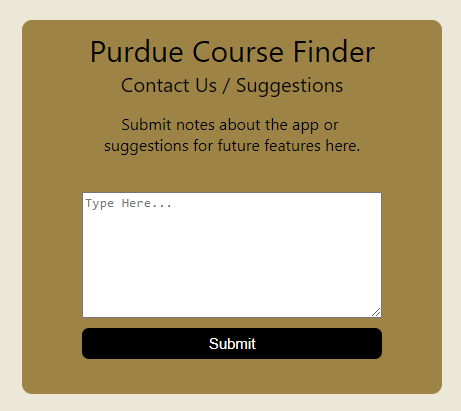 Purdue Course Finder
Contact Us / Suggestions
Submit notes about the app or
suggestions for future features here.
Type Here...
Submit